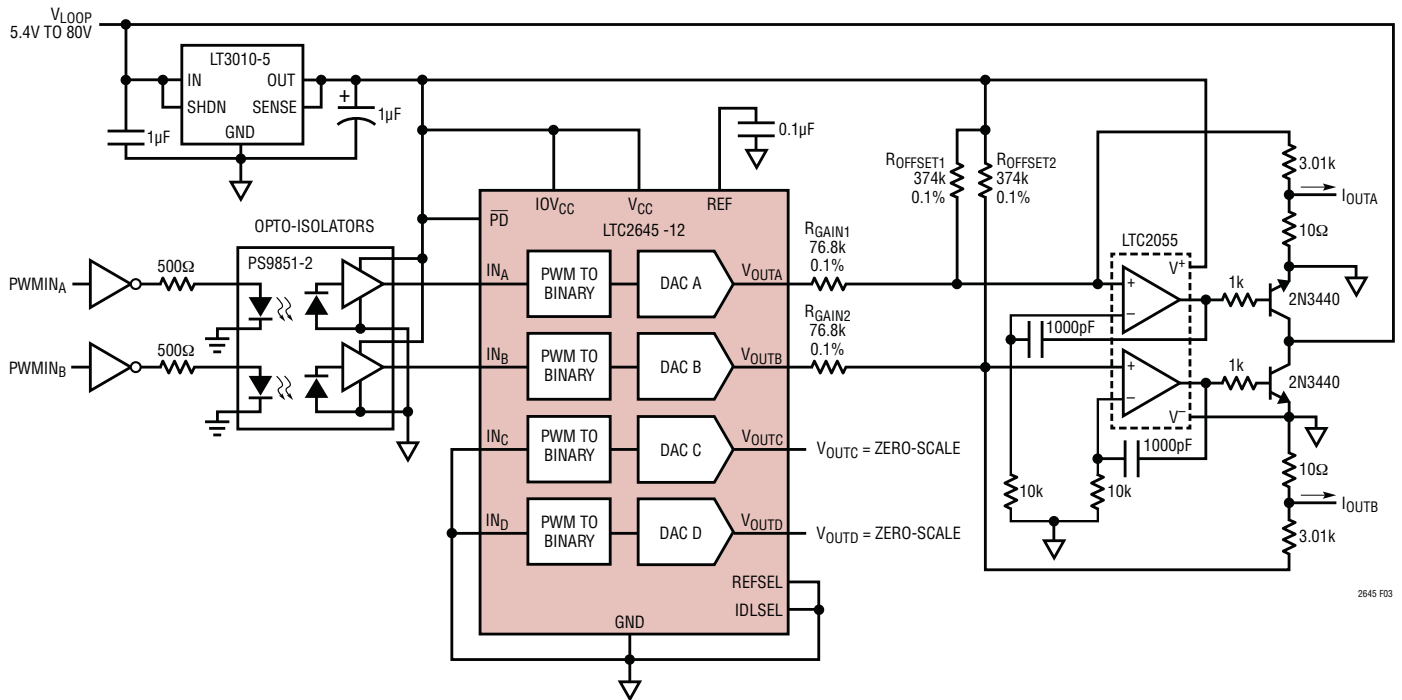 VLOOP
5.4V TO 80V
LT3010-5
IN
OUT
SHDN
SENSE
GND
1µF
+
1µF
0.1µF
ROFFSET1
374k
0.1%
ROFFSET2
374k
0.1%
3.01k
IOUTA
10Ω
OPTO-ISOLATORS
PD
IOVCC
VCC
REF
LTC2645 -12
PS9851-2
PWMINA
500Ω
INA
PWM TO
BINARY
DAC A
VOUTA
RGAIN1
76.8k
0.1%
LTC2055
V+
+
−
1k
2N3440
1000pF
PWMINB
500Ω
INB
PWM TO
BINARY
DAC B
VOUTB
RGAIN2
76.8k
0.1%
+
−
1k
2N3440
V−
1000pF
INC
PWM TO
BINARY
DAC C
VOUTC
VOUTC = ZERO-SCALE
10k
10k
10Ω
IOUTB
3.01k
IND
PWM TO
BINARY
DAC D
VOUTD
VOUTD = ZERO-SCALE
REFSEL
IDLSEL
GND
2645 F03